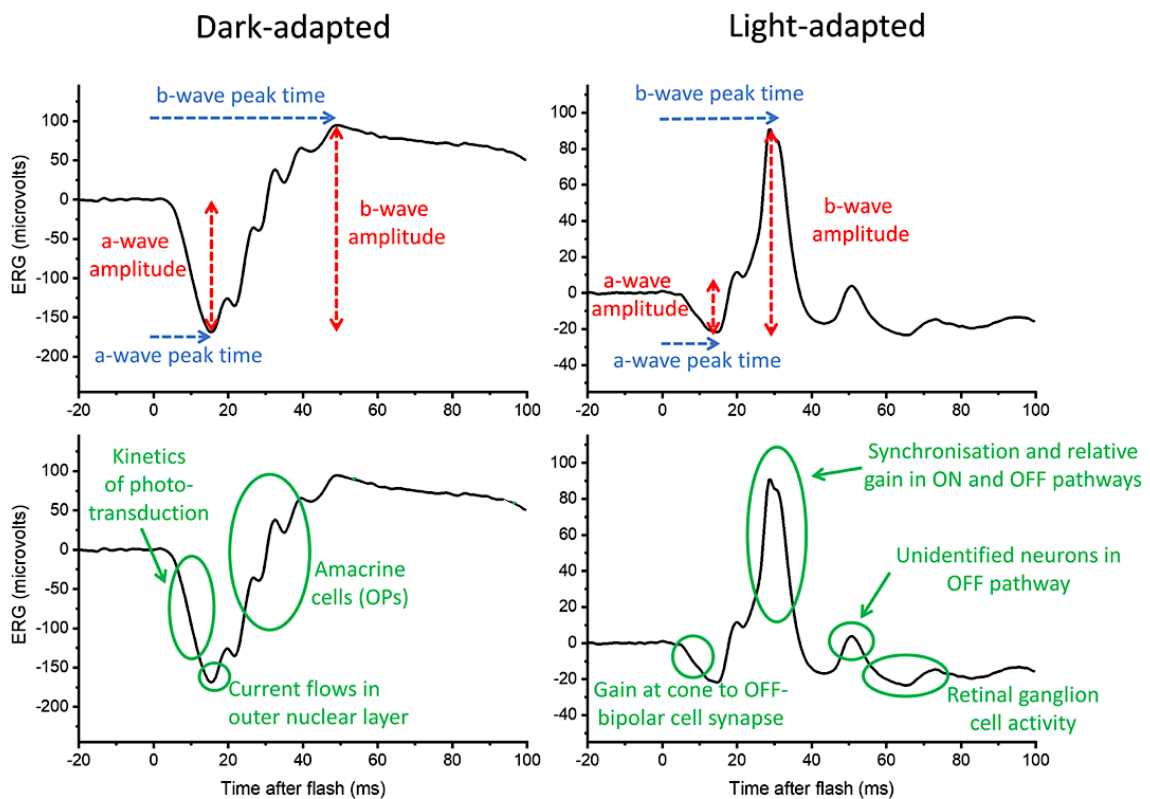 Dark-adapted
Light-adapted
b-wave peak time
100
50
0
-50
-100
-150
-200
ERG (microvolts)
a-wave
amplitude
b-wave
amplitude
a-wave peak time
-20
0
20
40
60
80
100
b-wave peak time
100
80
60
40
20
0
-20
-40
ERG (microvolts)
b-wave
amplitude
a-wave
amplitude
a-wave peak time
-20
0
20
40
60
80
100
Kinetics
of photo-
transduction
100
50
0
-50
-100
-150
-200
ERG (microvolts)
Amacrine
cells (OPs)
Current flows in
outer nuclear layer
-20
0
20
40
60
80
100
Time after flash (ms)
Synchronisation and relative
gain in ON and OFF pathways
Unidentified neurons in
OFF pathway
100
80
60
40
20
0
-20
-40
ERG (microvolts)
Gain at cone to OFF-
bipolar cell synapse
Retinal ganglion
cell activity
-20
0
20
40
60
80
100
Time after flash (ms)